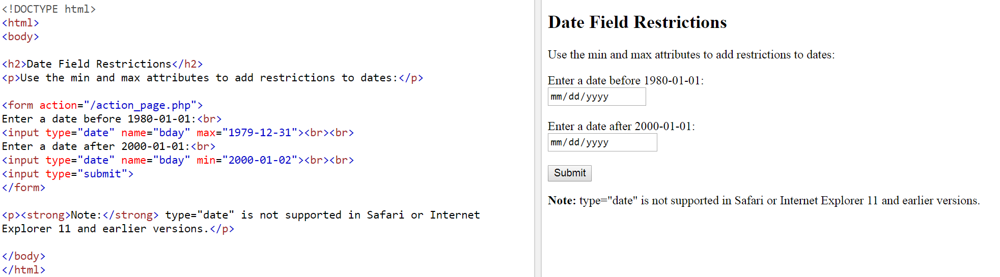 <!DOCTYPE html>
<html>
<body>
<h2>Date Field Restrictions</h2>
<p>Use the min and max attributes to add restrictions to dates:</p>
<form action="/action_page.php">
Enter a date before 1980-01-01:<br>
<input type="date" name="bday" max="1979-12-31"><br><br>
Enter a date after 2000-01-01:<br>
<input type="date" name="bday" min="2000-01-02"><br><br>
<input type="submit">
</form>
<p><strong>Note:</strong> type="date" is not supported in Safari or Internet
Explorer 11 and earlier versions.</p>
</body>
</html>
Date Field Restrictions
Use the min and max attributes to add restrictions to dates:
Enter a date before 1980-01-01:
mm/dd/yyyy
Enter a date after 2000-01-01:
mm/dd/yyyy
Submit
Note: type="date" is not supported in Safari or Internet Explorer 11 and earlier versions.